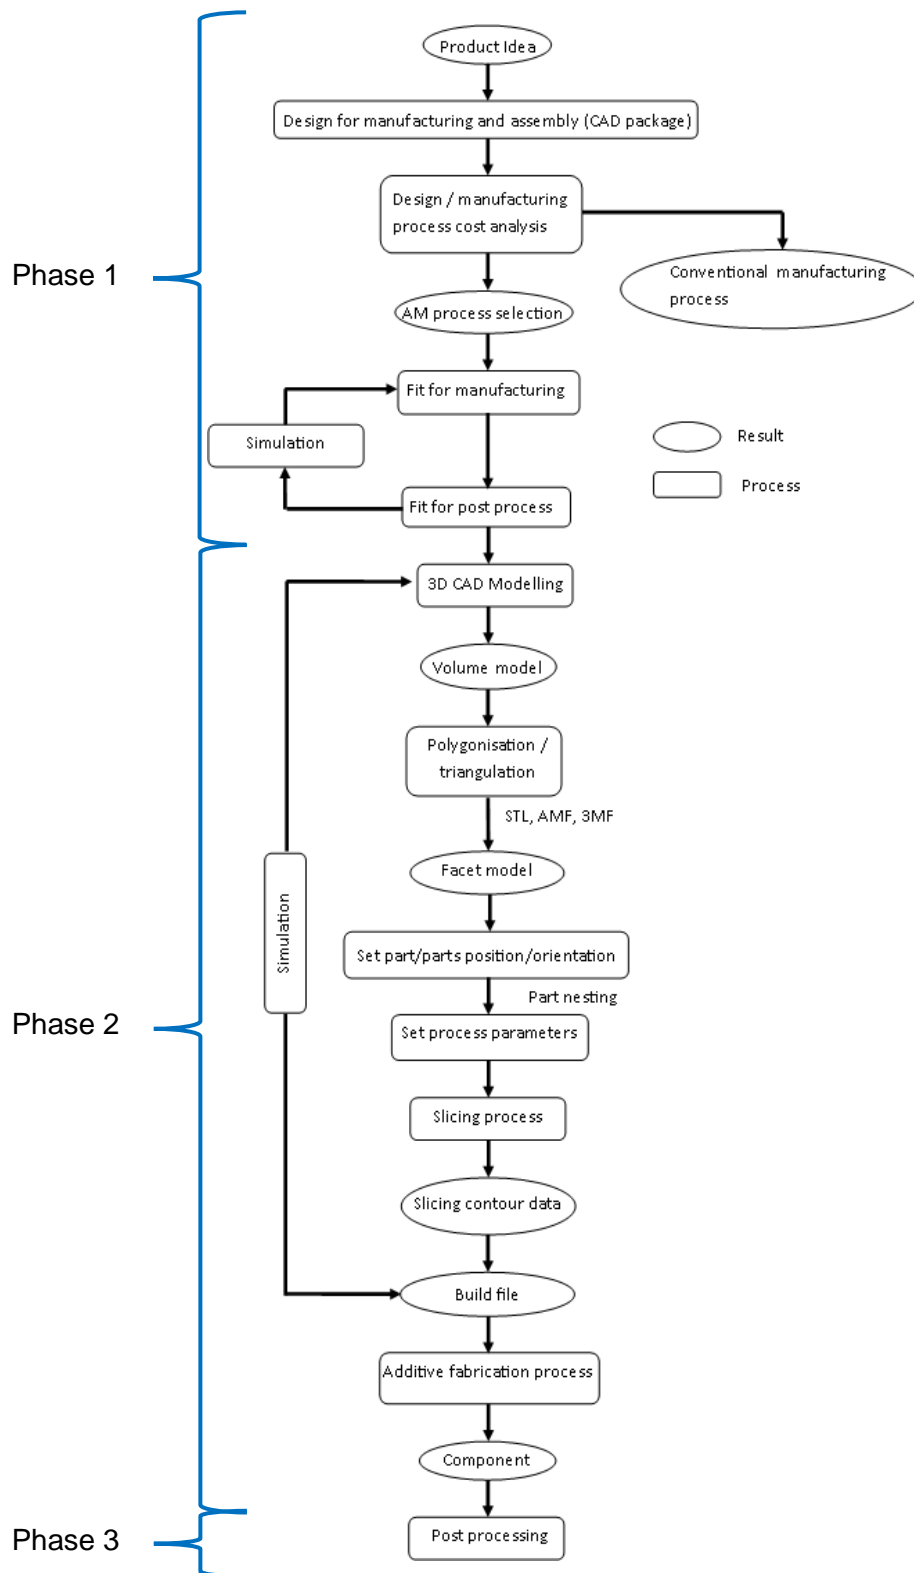 Product Idea
Design for manufacturing and assembly (CAD package)
Design / manufacturing
process cost analysis
Phase 1
Conventional manufacturing
process
AM process selection
Fit for manufacturing
Simulation
Result
Process
Fit for post process
3D CAD Modelling
Volume model
Polygonisation /
triangulation
STL, AMF, 3MF
Facet model
Simulation
Set part/parts position/orientation
Part nesting
Phase 2
Set process parameters
Slicing process
Slicing contour data
Build file
Additive fabrication process
Component
Phase 3
Post processing